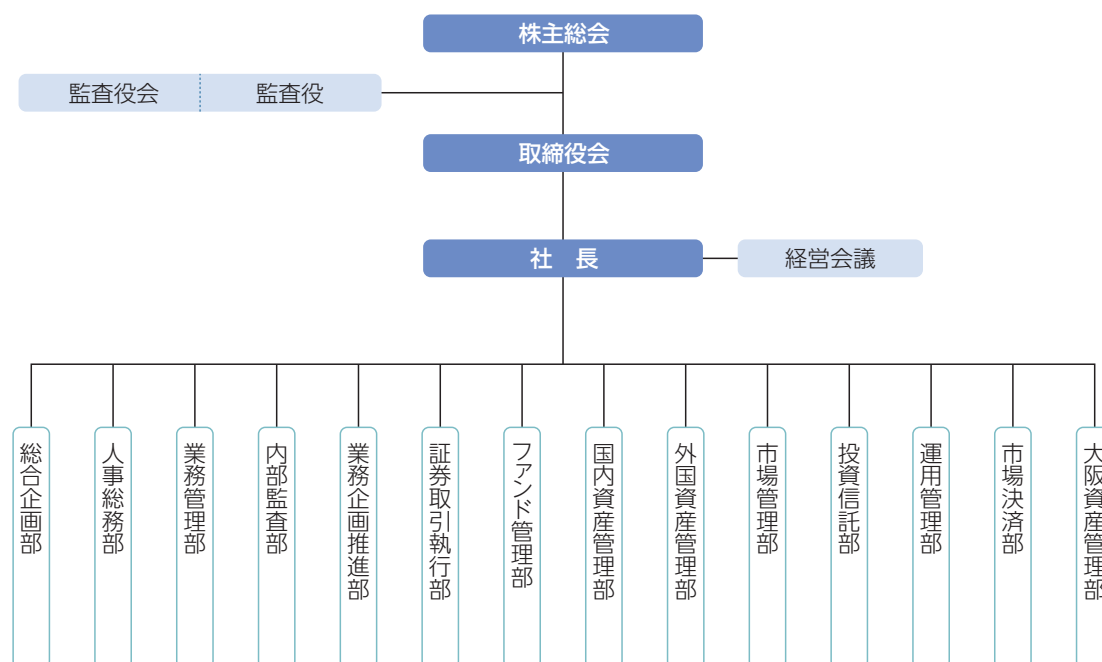 株主総会
監査役会
監査役
取締役会
社 長
経営会議
総合企画部
人事総務部
業務管理部
内部監査部
業務企画推進部
証券取引執行部
ファンド管理部
国内資産管理部
外国資産管理部
市場管理部
投資信託部
運用管理部
市場決済部
大阪資産管理部